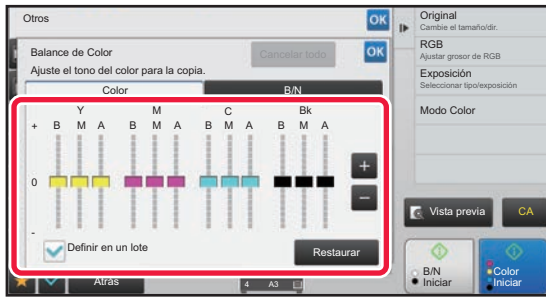 Otros
OK
Balance de Color
Cancelar todo
OK
Ajuste el tono del color para la copia.
Color
B/N
Y
M
C
Bk
+
B M A
B M A
B M A
B M A
+
0
−
-
Definir en un lote
Restaurar
Atrás
4 A3
Original
Cambie el tamaño/dir.
RGB
Ajustar grosor de RGB
Exposición
Seleccionar tipo/exposición
Modo Color
Vista previa
CA
B/N
Iniciar
Color
Iniciar